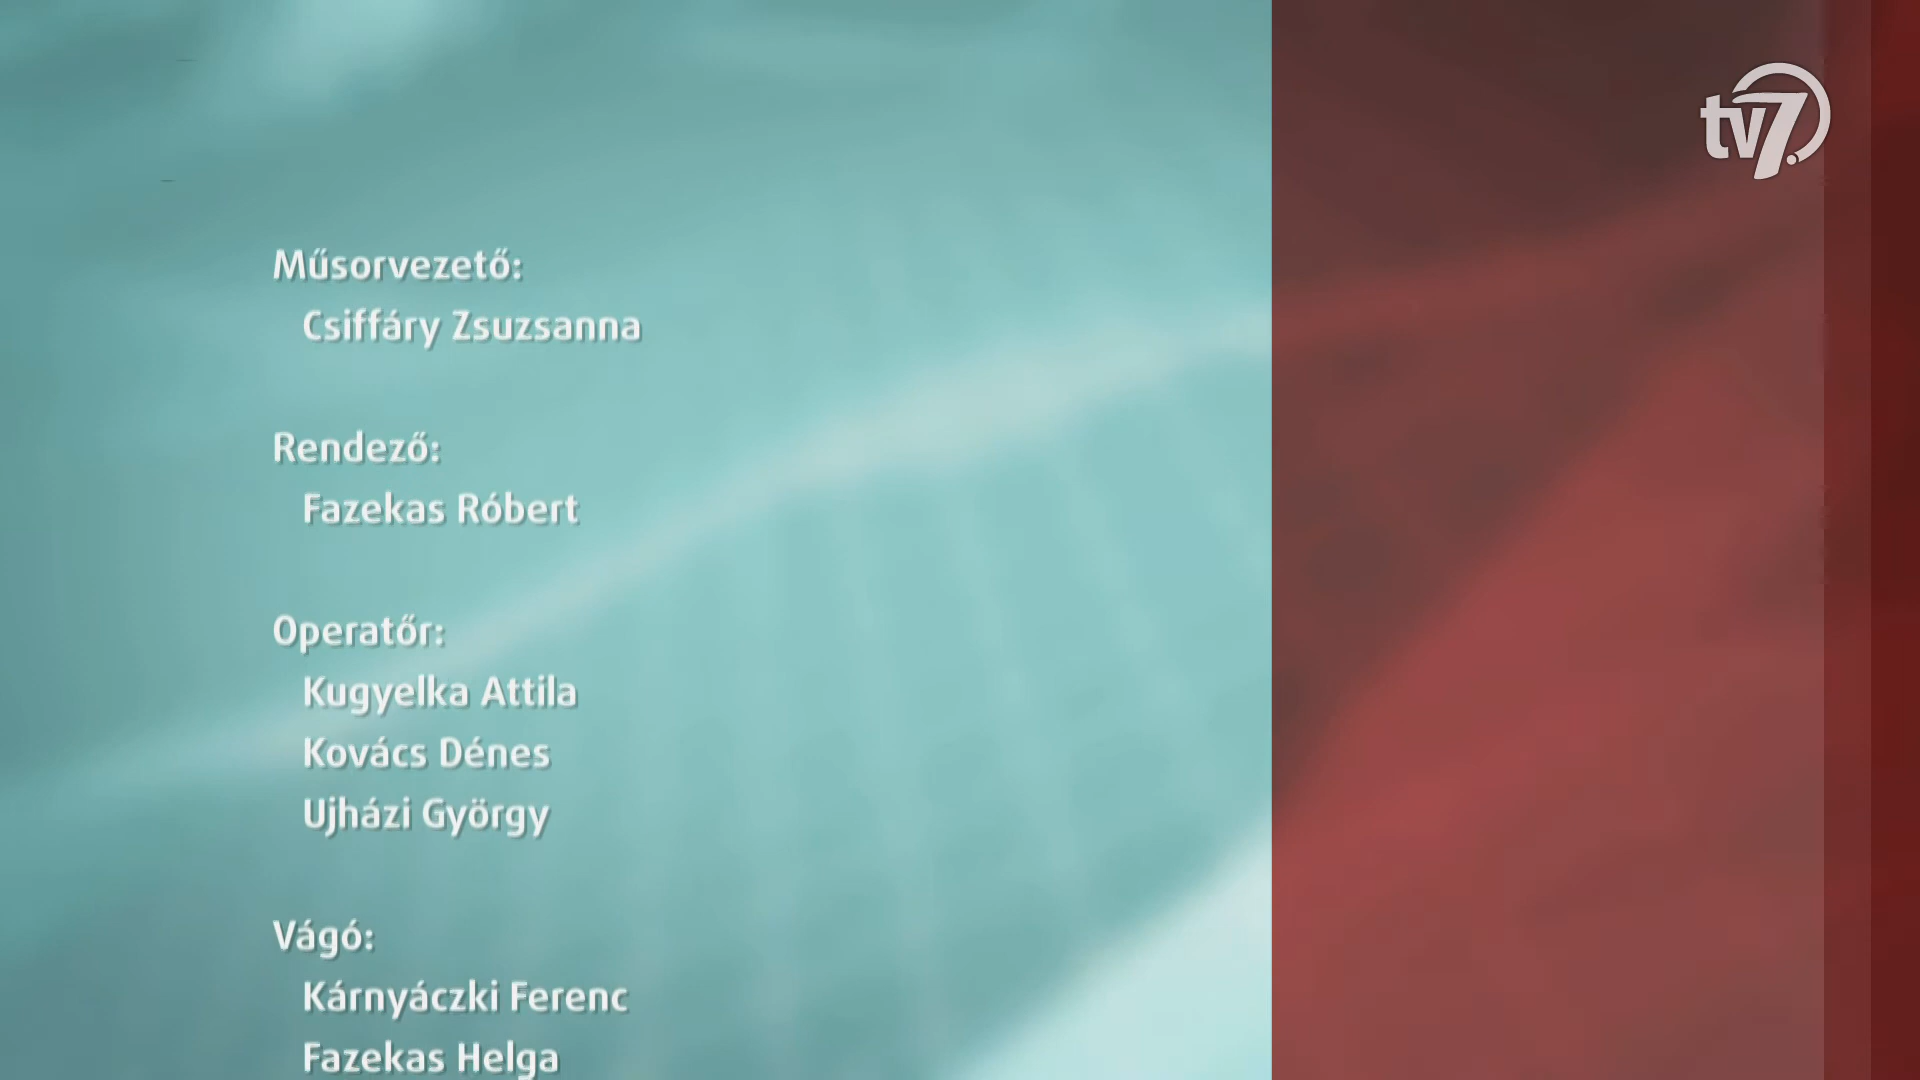 tv7
Műsorvezető:
Csiffáry Zsuzsanna
Rendező:
Fazekas Róbert
Operatőr:
Kugyelka Attila
Kovács Dénes
Ujházi György
Vágó:
Kárnyáczki Ferenc
Fazekas Helga